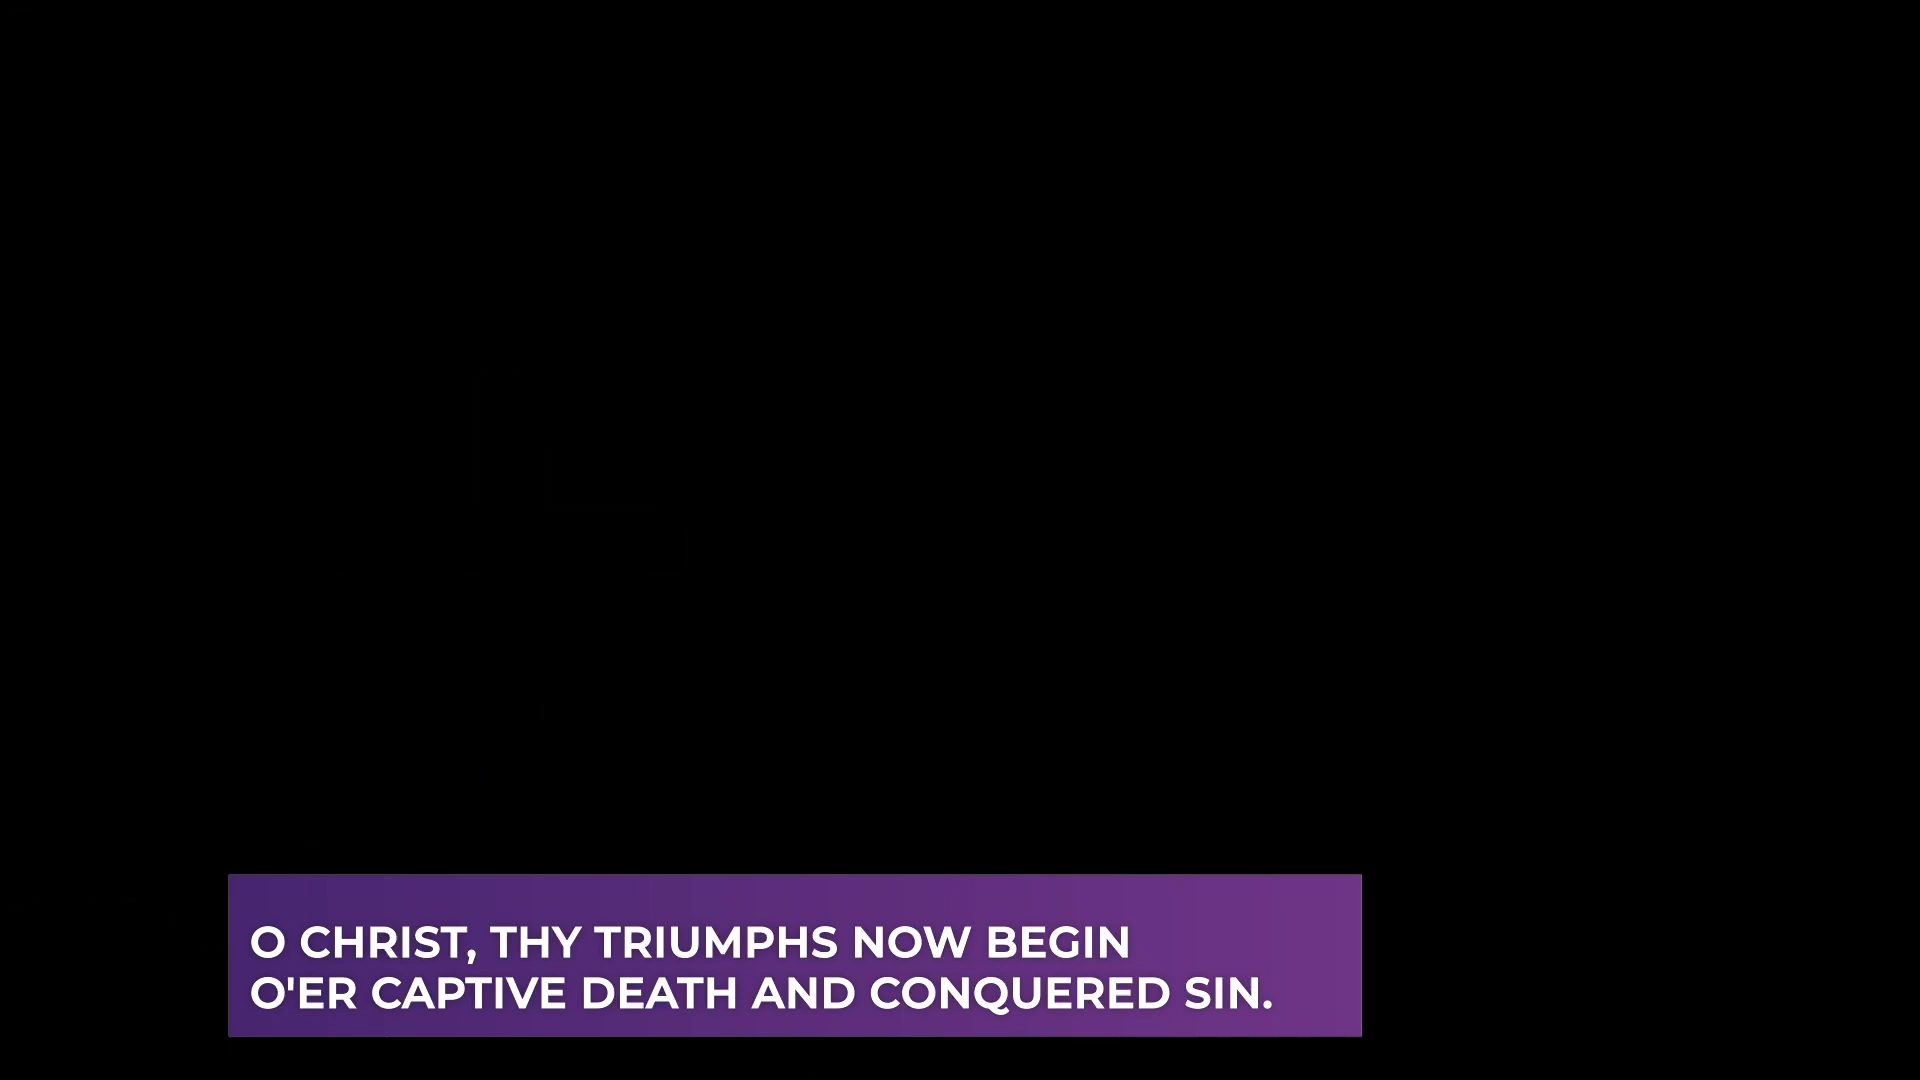 O CHRIST, THY TRIUMPHS NOW BEGIN
O'ER CAPTIVE DEATH AND CONQUERED SIN.